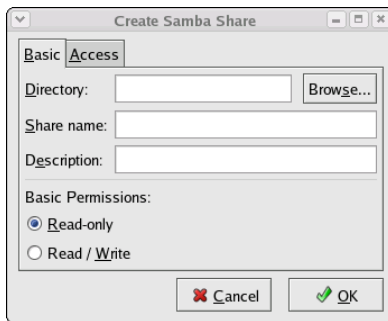 Create Samba Share
Basic Access
Directory: Browse...
Share name:
Description:
Basic Permissions:
Read-only
Read / Write
Cancel OK